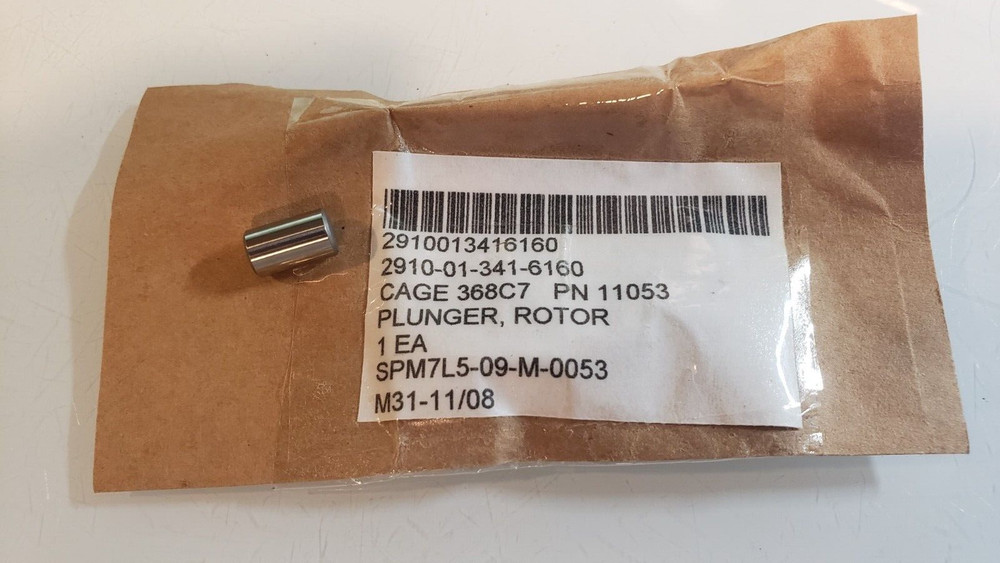 2910013416160
2910-01-341-6160
CAGE 368C7 PN 11053
PLUNGER, ROTOR
1 EA
SPM7L5-09-M-0053
M31-11/08